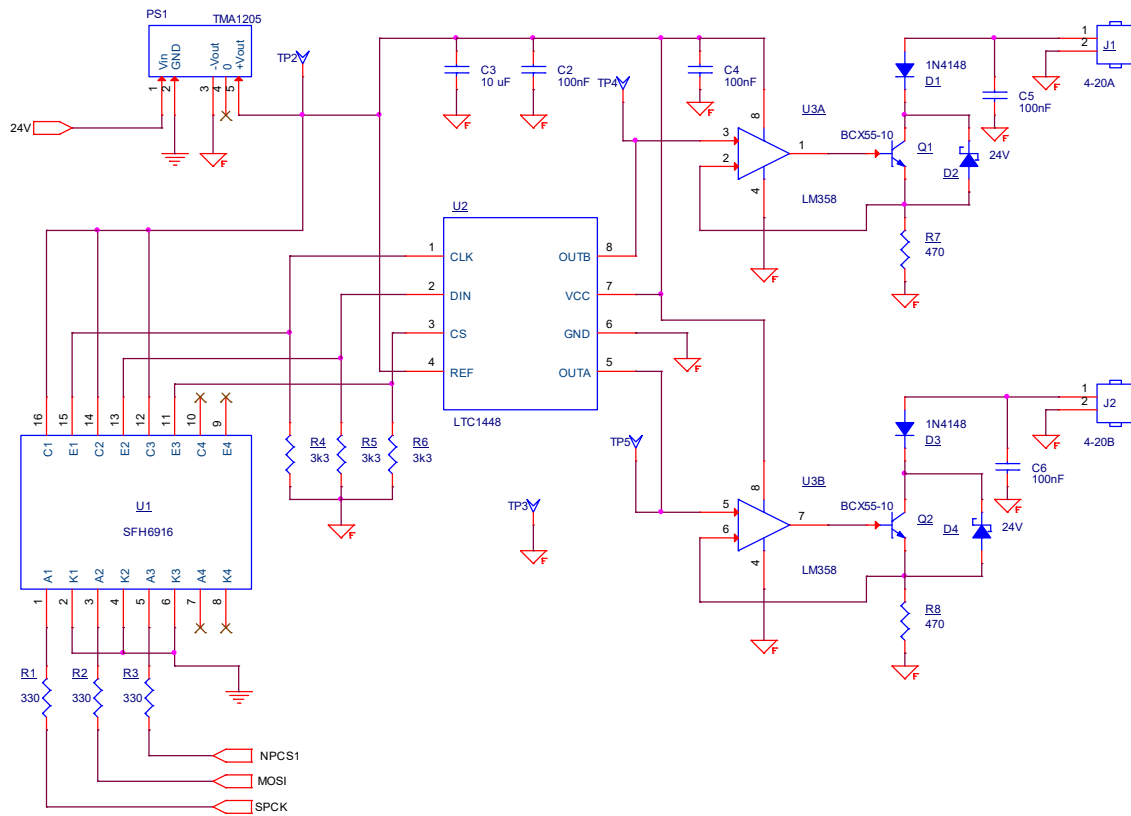 PS1
TMA1205
Vin
GND
-Vout
0
+Vout
1
2
3
4
5
24V
F
TP2
C3
10 uF
F
C2
100nF
F
C4
100nF
F
TP4
3
2
8
1
4
U3A
LM358
F
BCX55-10
Q1
1N4148
D1
D2
24V
C5
100nF
F
R7
470
F
1
2
J1
4-20A
F
U2
1
CLK
2
DIN
3
CS
4
REF
OUTB
8
VCC
7
GND
6
OUTA
5
LTC1448
F
16
15
14
13
12
11
10
9
C1
E1
C2
E2
C3
E3
C4
E4
U1
SFH6916
A1
K1
A2
K2
A3
K3
A4
K4
1
2
3
4
5
6
7
8
R4
3k3
R5
3k3
R6
3k3
F
TP3
F
TP5
5
6
8
7
4
U3B
LM358
F
BCX55-10
Q2
1N4148
D3
D4
24V
C6
100nF
F
R8
470
F
1
2
J2
4-20B
F
R1
330
R2
330
R3
330
NPCS1
MOSI
SPCK